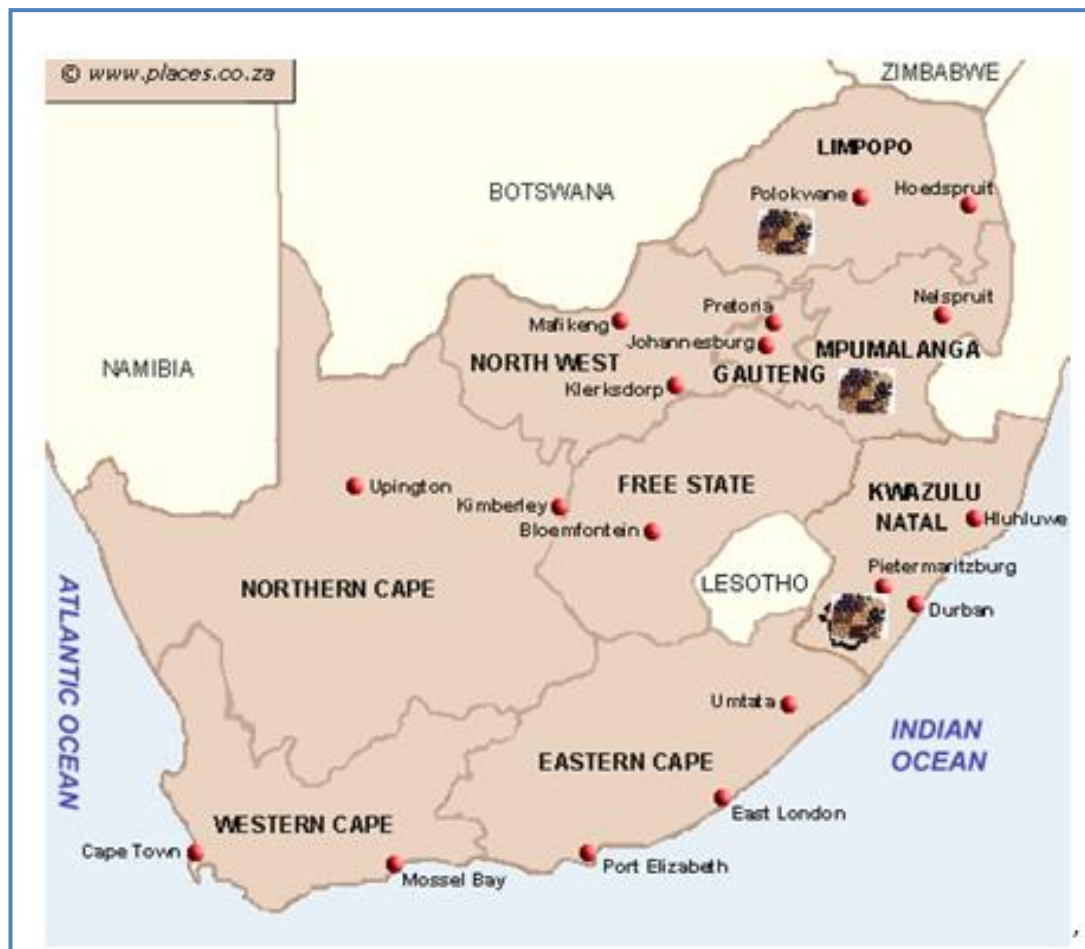 © www.places.co.za
ZIMBABWE
LIMPOPO
BOTSWANA
Polokwane
Hoedspruit
Pretoria
Nelspruit
Mafikeng
Johannesburg
NAMIBIA
NORTH WEST
MPUMALANGA
GAUTENG
Klerksdorp
Upington
Kimberley
FREE STATE
KWAZULU
NATAL
Hluhluwe
Bloemfontein
Pietermaritzburg
NORTHERN CAPE
LESOTHO
Durban
ATLANTIC OCEAN
Umtata
INDIAN
OCEAN
EASTERN CAPE
East London
WESTERN CAPE
Cape Town
Port Elizabeth
Mossel Bay
,